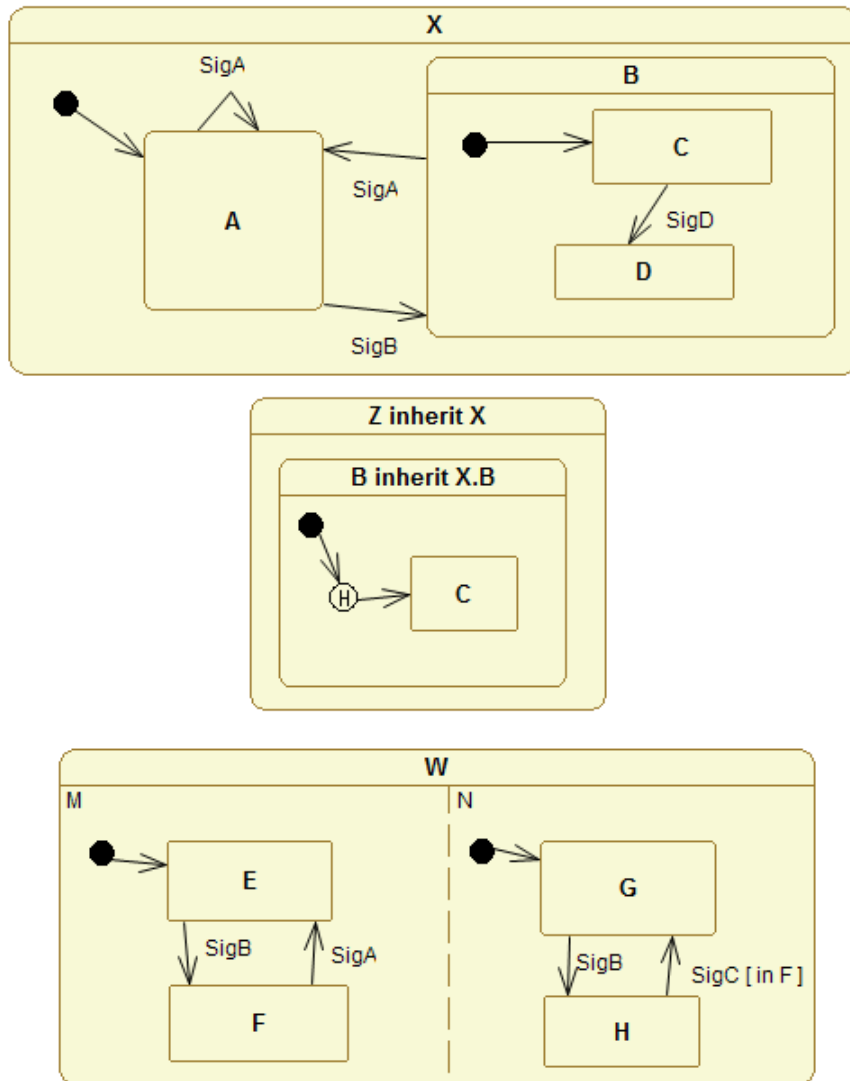 X
SigA
B
C
SigA
A
SigD
D
SigB
Z inherit X
B inherit X.B
H
C
W
M
N
E
G
SigB
SigA
SigB
SigC [ in F ]
F
H